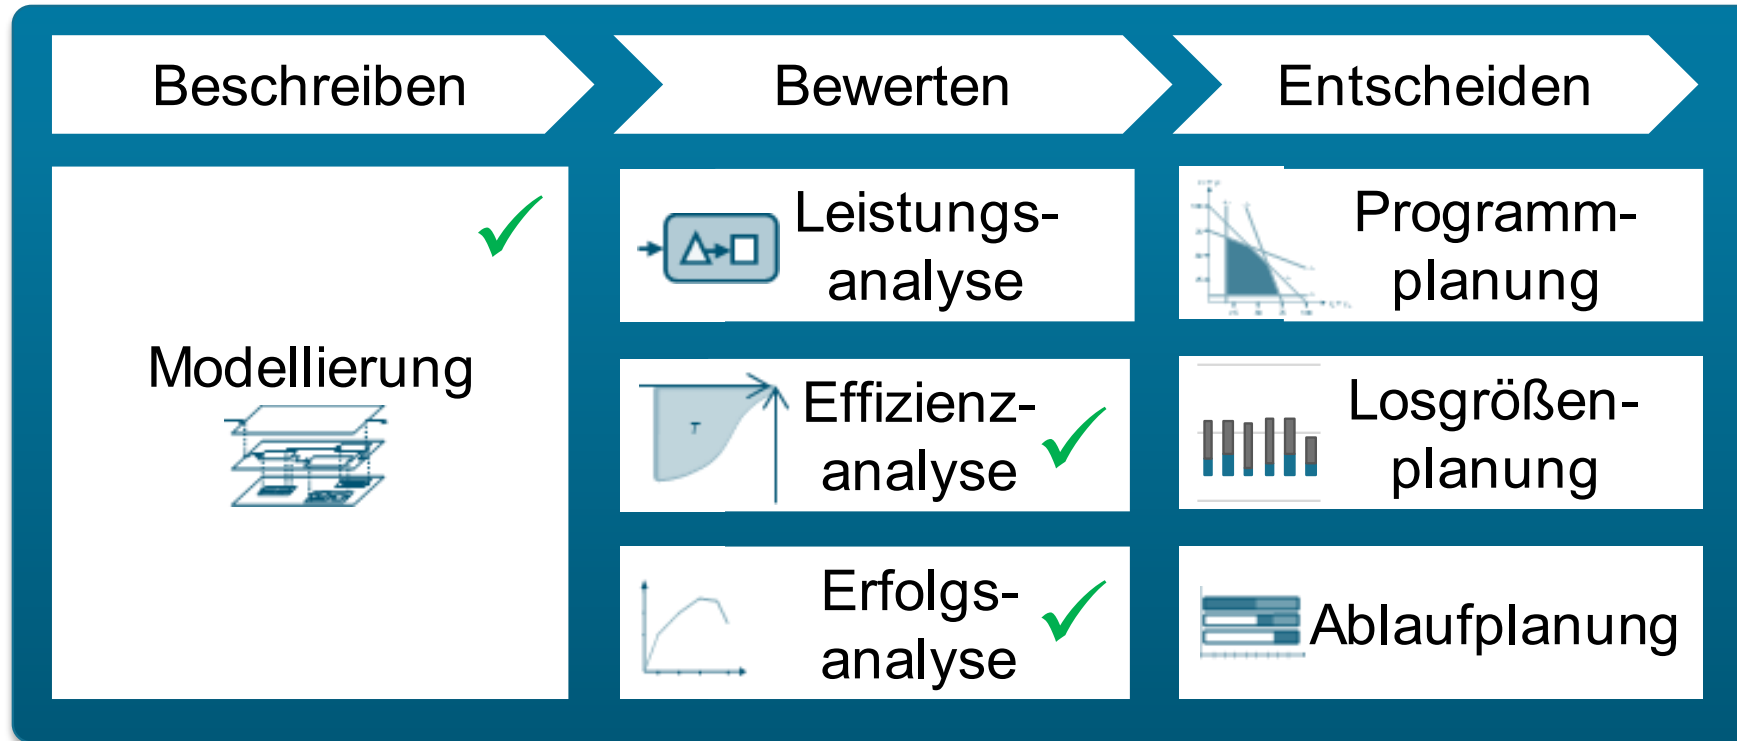 Beschreiben
Bewerten
Entscheiden
Modellierung
Leistungs-
analyse
T
Effizienz-
analyse
Erfolgs-
analyse
Programm-
planung
Losgrößen-
planung
Ablaufplanung